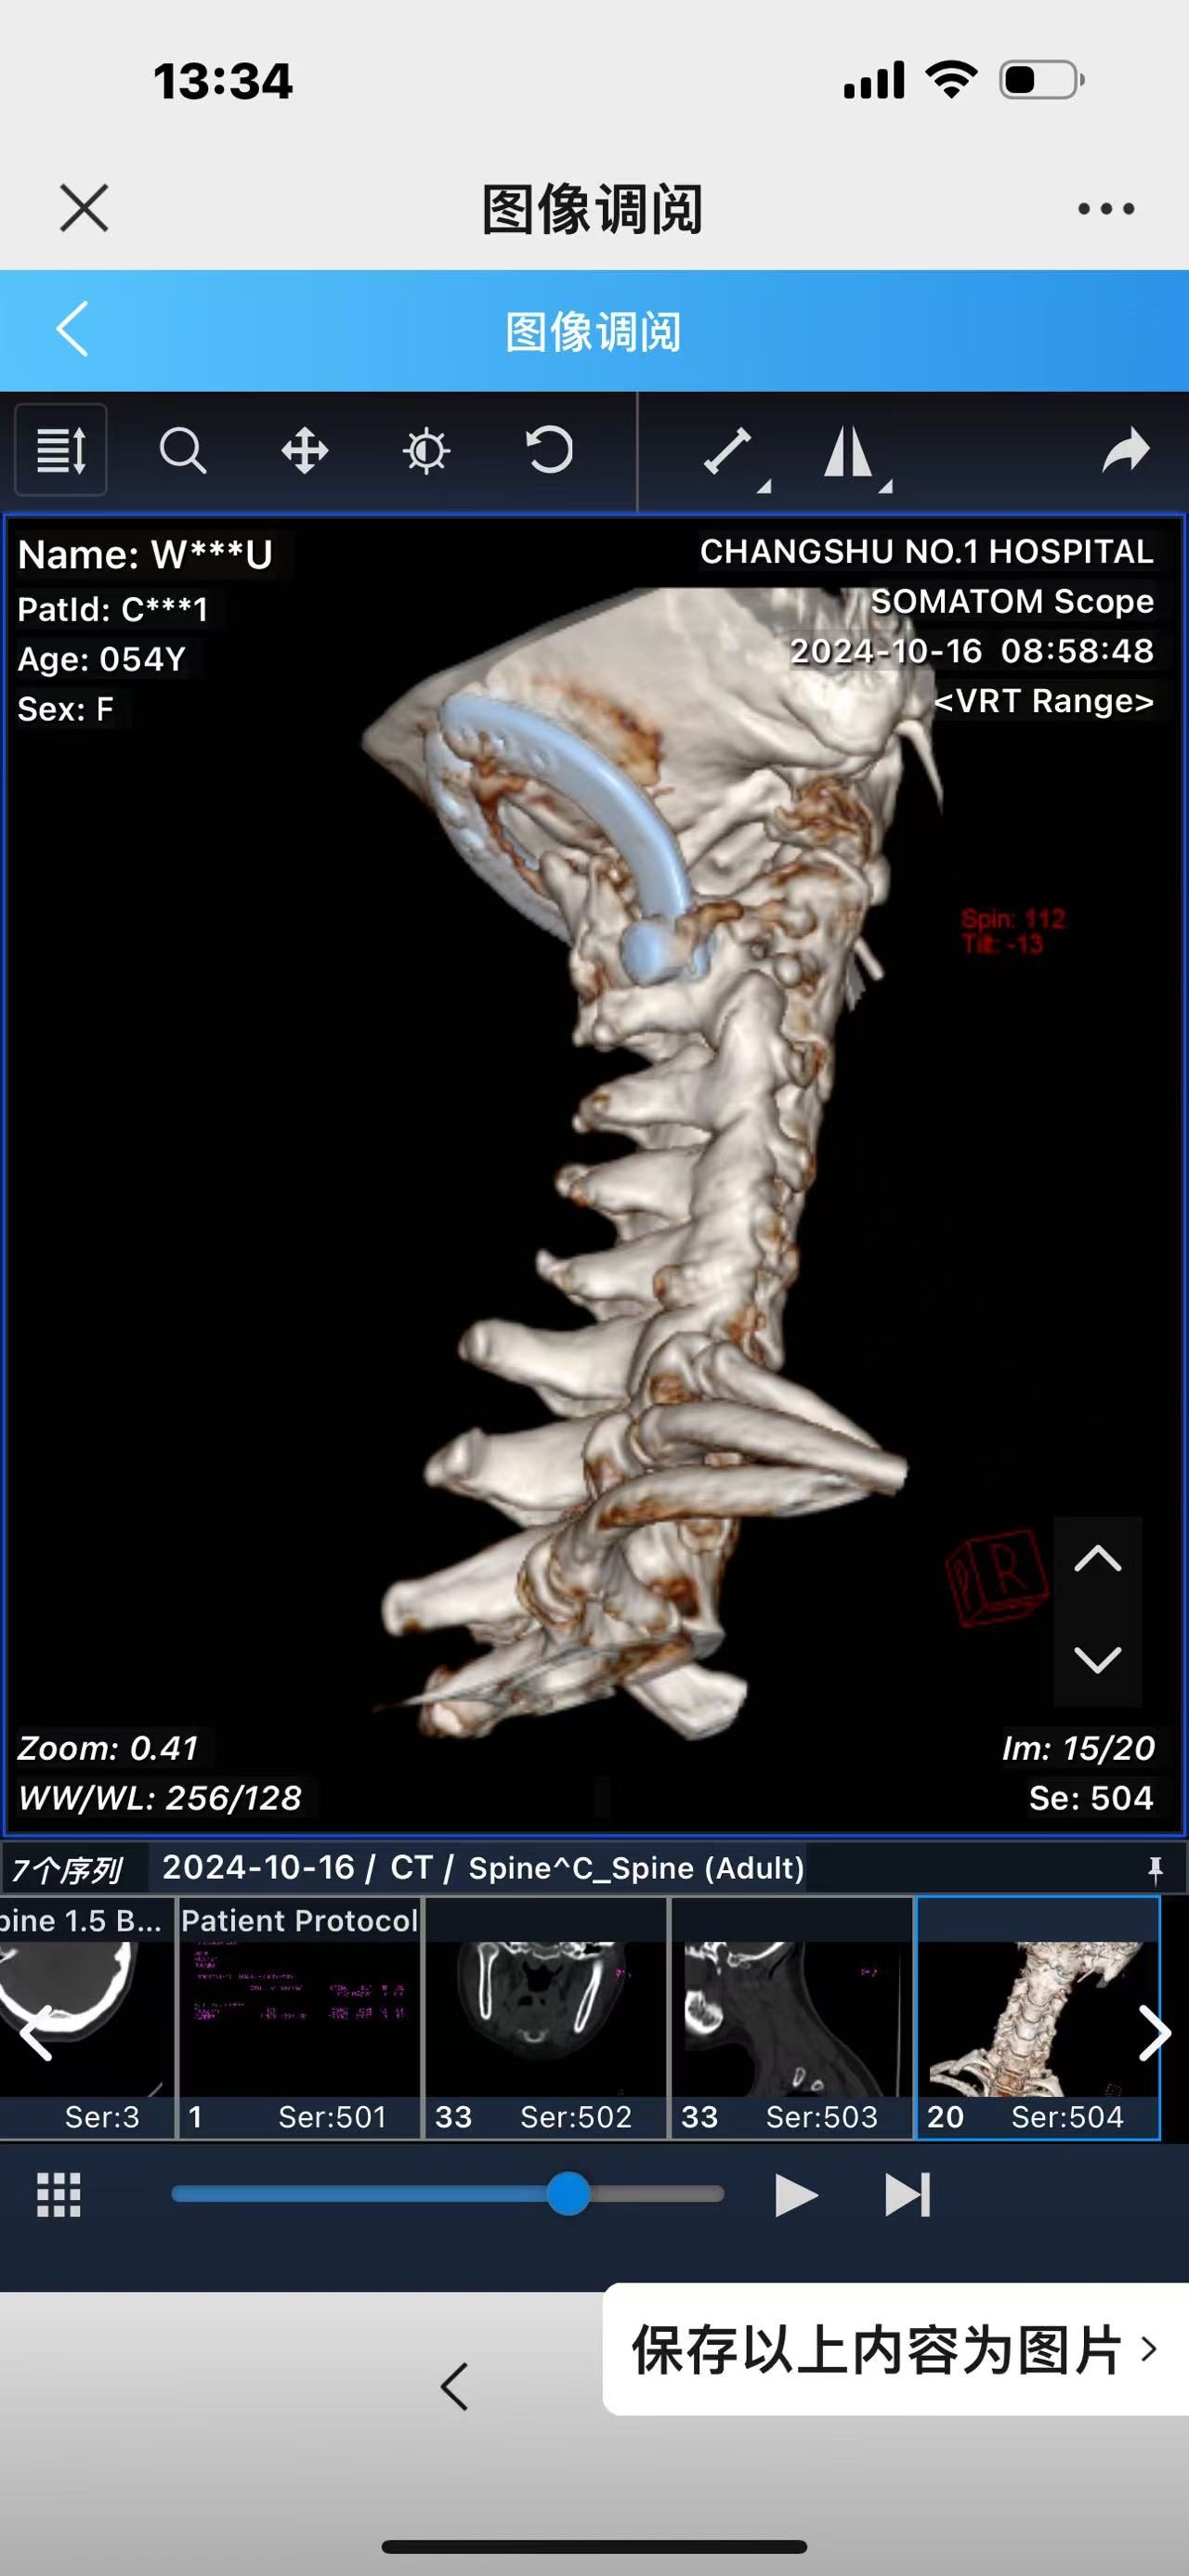 13:34
图像调阅
图像调阅
Name: W***U
PatId: C***1
Age: 054Y
Sex: F
CHANGSHU NO.1 HOSPITAL
SOMATOM Scope
2024-10-16 08:58:48
<VRT Range>
Spin: 112
Tilt: -13
R
Zoom: 0.41
WW/WL: 256/128
Im: 15/20
Se: 504
7个序列
2024-10-16 / CT / Spine^C_Spine (Adult)
pine 1.5 B...
Patient Protocol
Ser:3
1 Ser:501
33 Ser:502
33 Ser:503
20 Ser:504
保存以上内容为图片